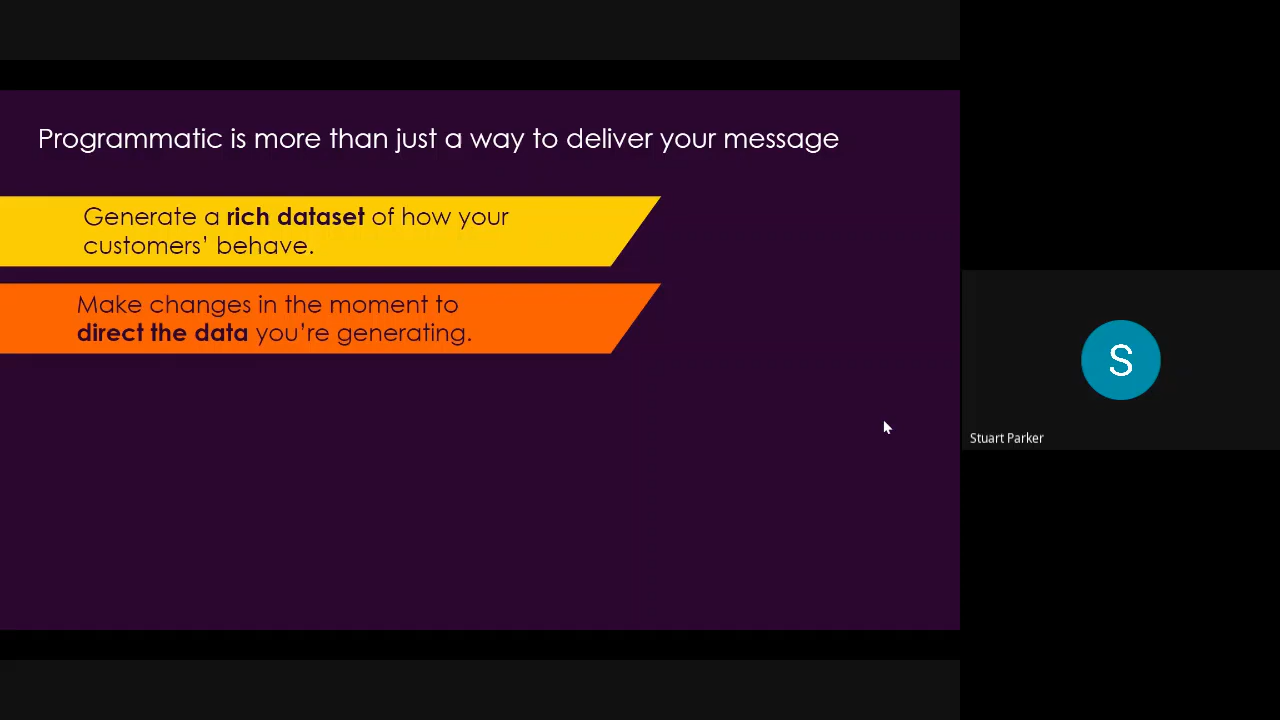 Programmatic is more than just a way to deliver your message
Generate a rich dataset of how your
customers’ behave.
Make changes in the moment to
direct the data you’re generating.
S
Stuart Parker